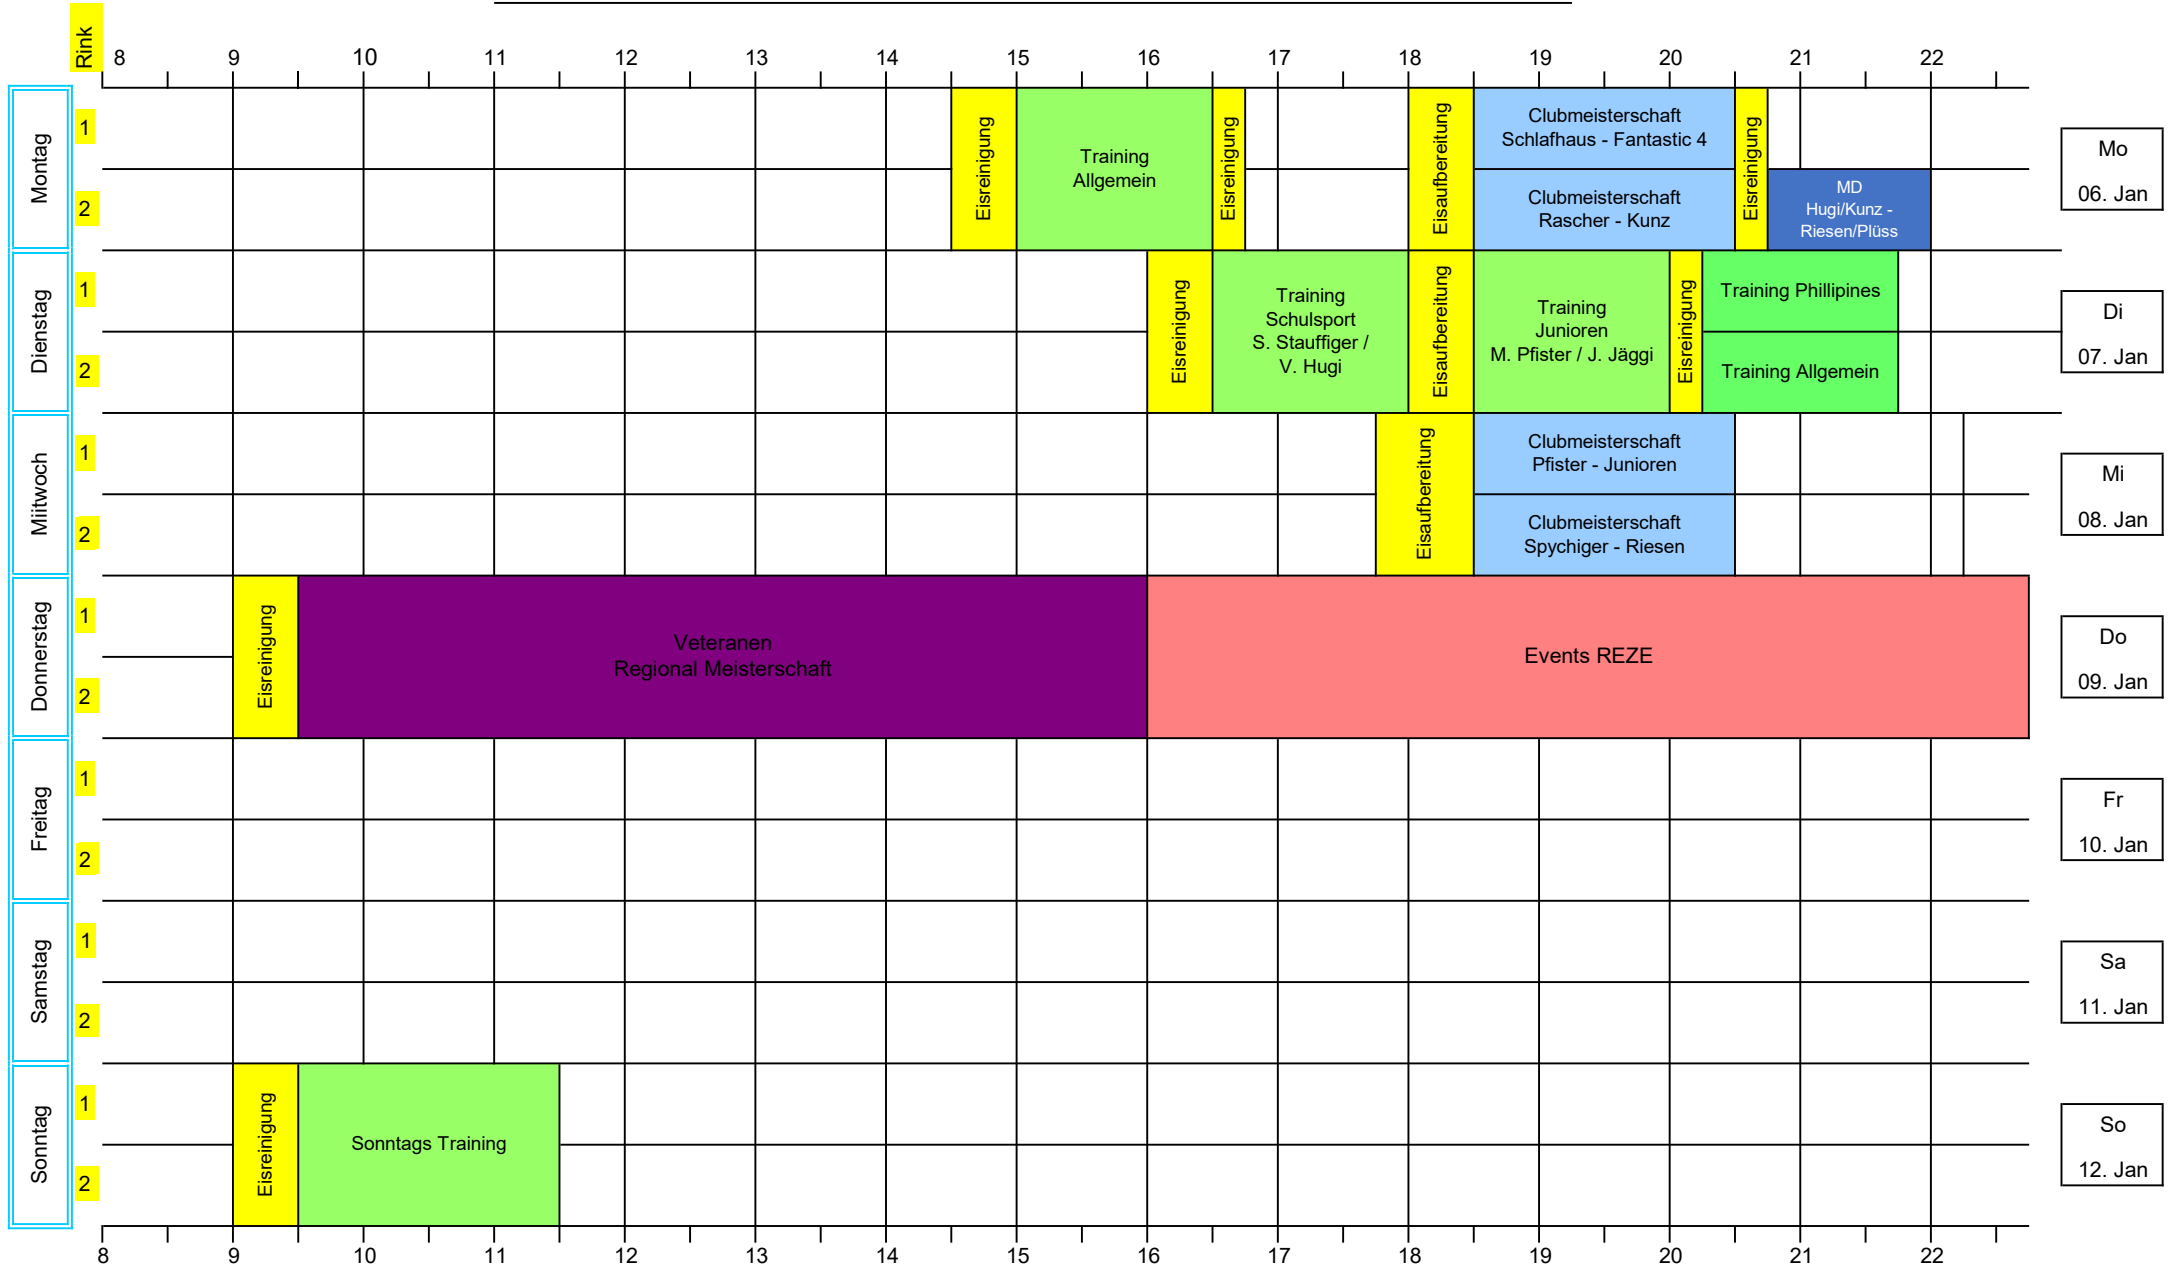 Rink
8 9 10 11 12 13 14 15 16 17 18 19 20 21 22
Montag
1
2
Eisreinigung
Training
Allgemein
Eisreinigung
Eisaufbereitung
Clubmeisterschaft
Schlafhaus - Fantastic 4
Clubmeisterschaft
Rascher - Kunz
Eisreinigung
MD
Hugi/Kunz -
Riesen/Plüss
Mo
06. Jan
Dienstag
1
2
Eisreinigung
Training
Schulsport
S. Stauffiger /
V. Hugi
Eisaufbereitung
Training
Junioren
M. Pfister / J. Jäggi
Eisreinigung
Training Phillipines
Training Allgemein
Di
07. Jan
Miitwoch
1
2
Eisaufbereitung
Clubmeisterschaft
Pfister - Junioren
Clubmeisterschaft
Spychiger - Riesen
Mi
08. Jan
Donnerstag
1
2
Eisreinigung
Veteranen
Regional Meisterschaft
Events REZE
Do
09. Jan
Freitag
1
2
Fr
10. Jan
Samstag
1
2
Sa
11. Jan
Sonntag
1
2
Eisreinigung
Sonntags Training
So
12. Jan
8 9 10 11 12 13 14 15 16 17 18 19 20 21 22